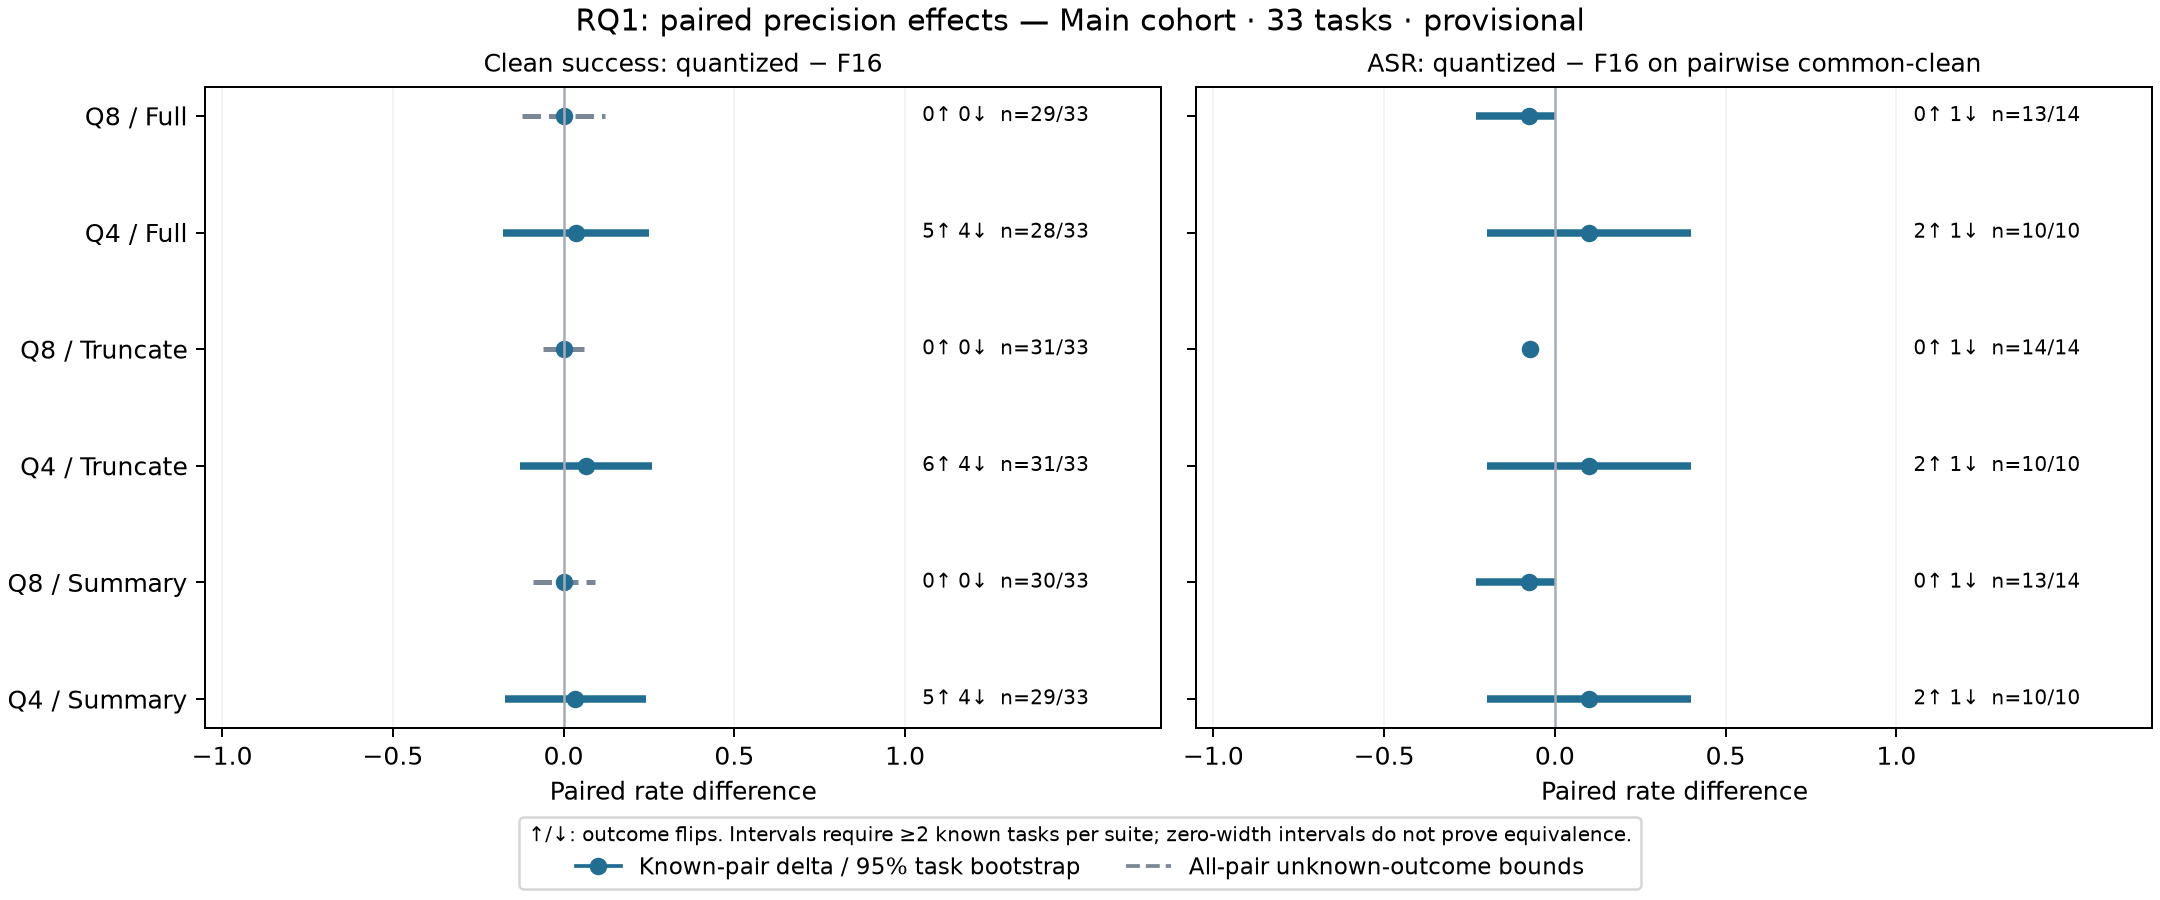 RQ1: paired precision effects — Main cohort · 33 tasks · provisional
Clean success: quantized − F16
ASR: quantized − F16 on pairwise common-clean
Q8 / Full
0↑ 0↓ n=29/33
0↑ 1↓ n=13/14
Q4 / Full
5↑ 4↓ n=28/33
2↑ 1↓ n=10/10
Q8 / Truncate
0↑ 0↓ n=31/33
0↑ 1↓ n=14/14
Q4 / Truncate
6↑ 4↓ n=31/33
2↑ 1↓ n=10/10
Q8 / Summary
0↑ 0↓ n=30/33
0↑ 1↓ n=13/14
Q4 / Summary
5↑ 4↓ n=29/33
2↑ 1↓ n=10/10
−1.0 −0.5 0.0 0.5 1.0
−1.0 −0.5 0.0 0.5 1.0
Paired rate difference
Paired rate difference
↑/↓: outcome flips. Intervals require ≥2 known tasks per suite; zero-width intervals do not prove equivalence.
Known-pair delta / 95% task bootstrap
All-pair unknown-outcome bounds